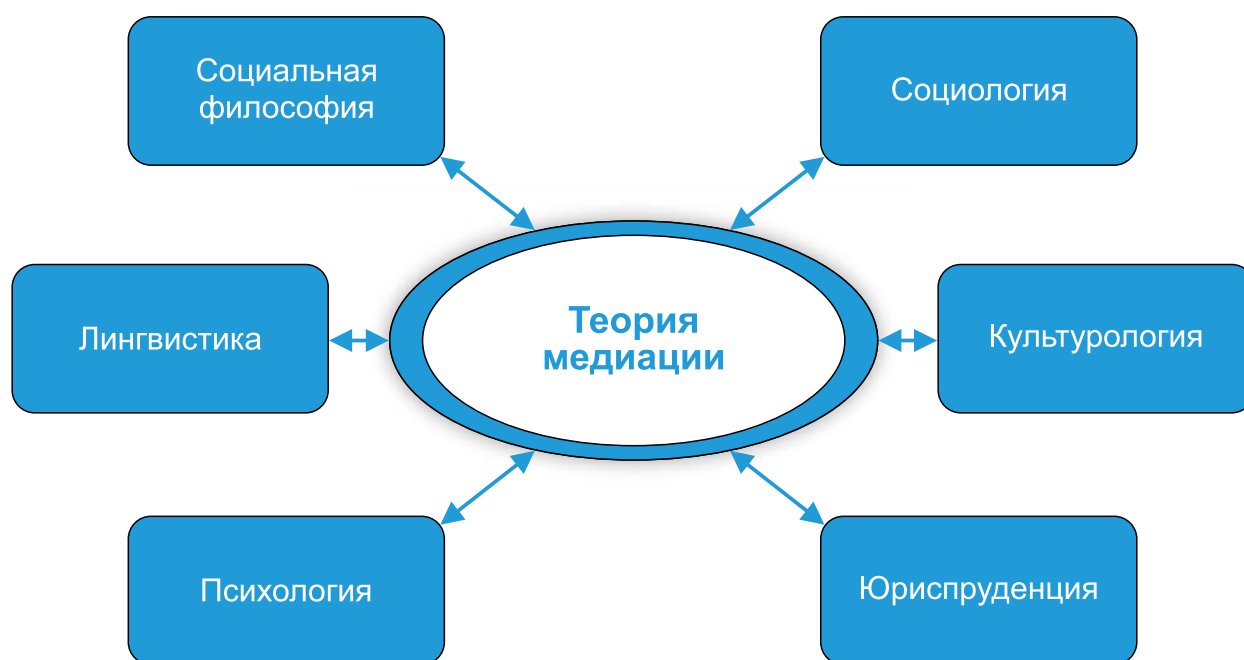 Социальная
философия
Социология
Теория
медиации
Лингвистика
Культурология
Психология
Юриспруденция